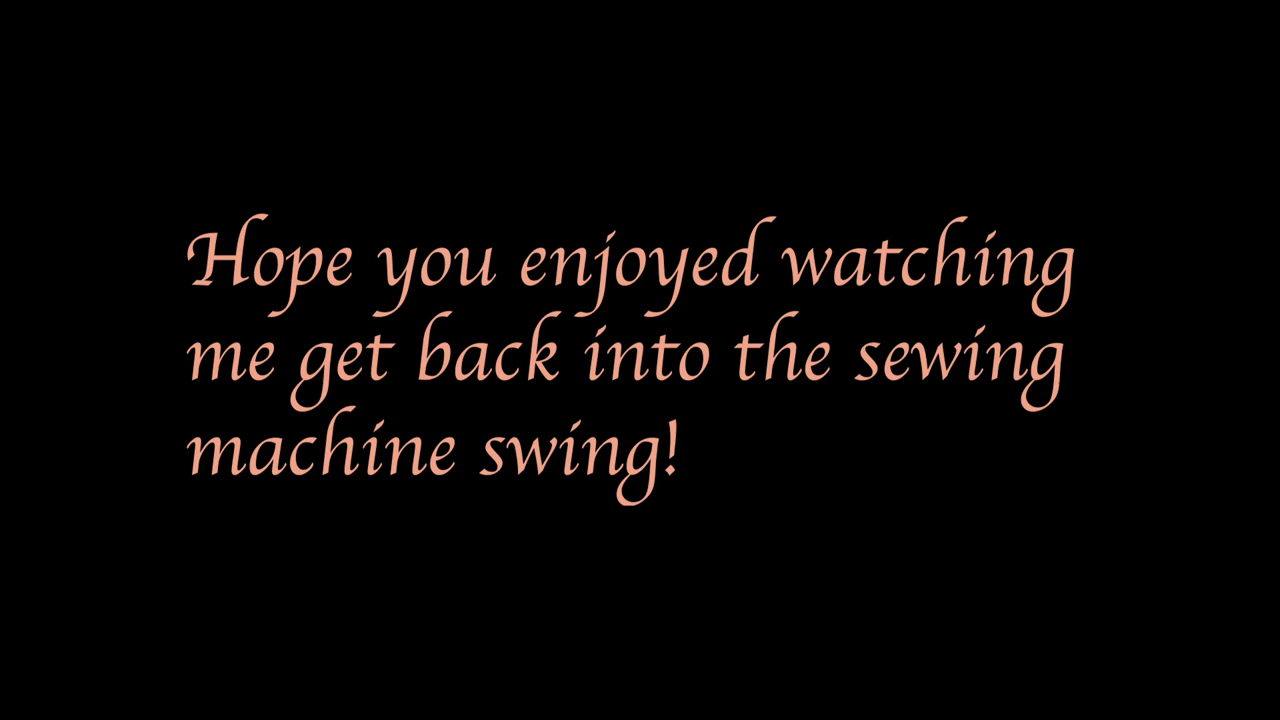 Hope you enjoyed watching
me get back into the sewing
machine swing!